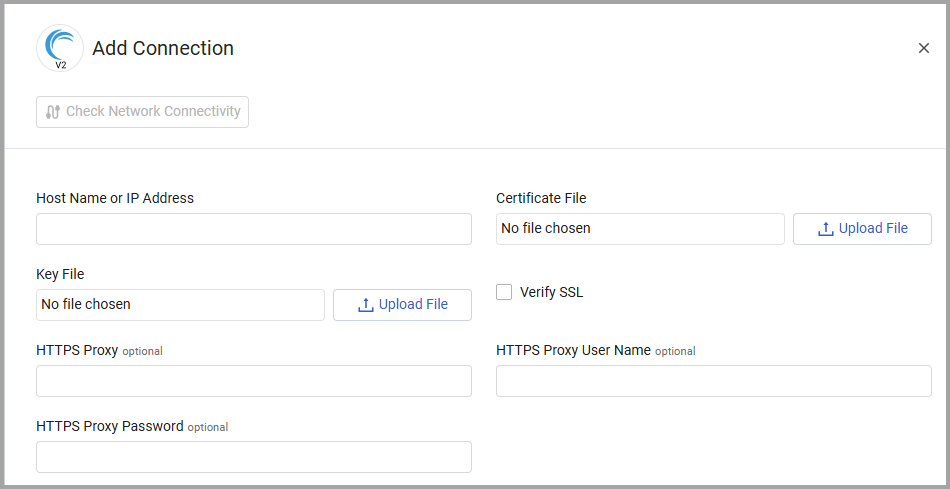 V2
Add Connection
Check Network Connectivity
Host Name or IP Address
Certificate File
No file chosen
Upload File
Key File
No file chosen
Upload File
Verify SSL
HTTPS Proxy optional
HTTPS Proxy User Name optional
HTTPS Proxy Password optional